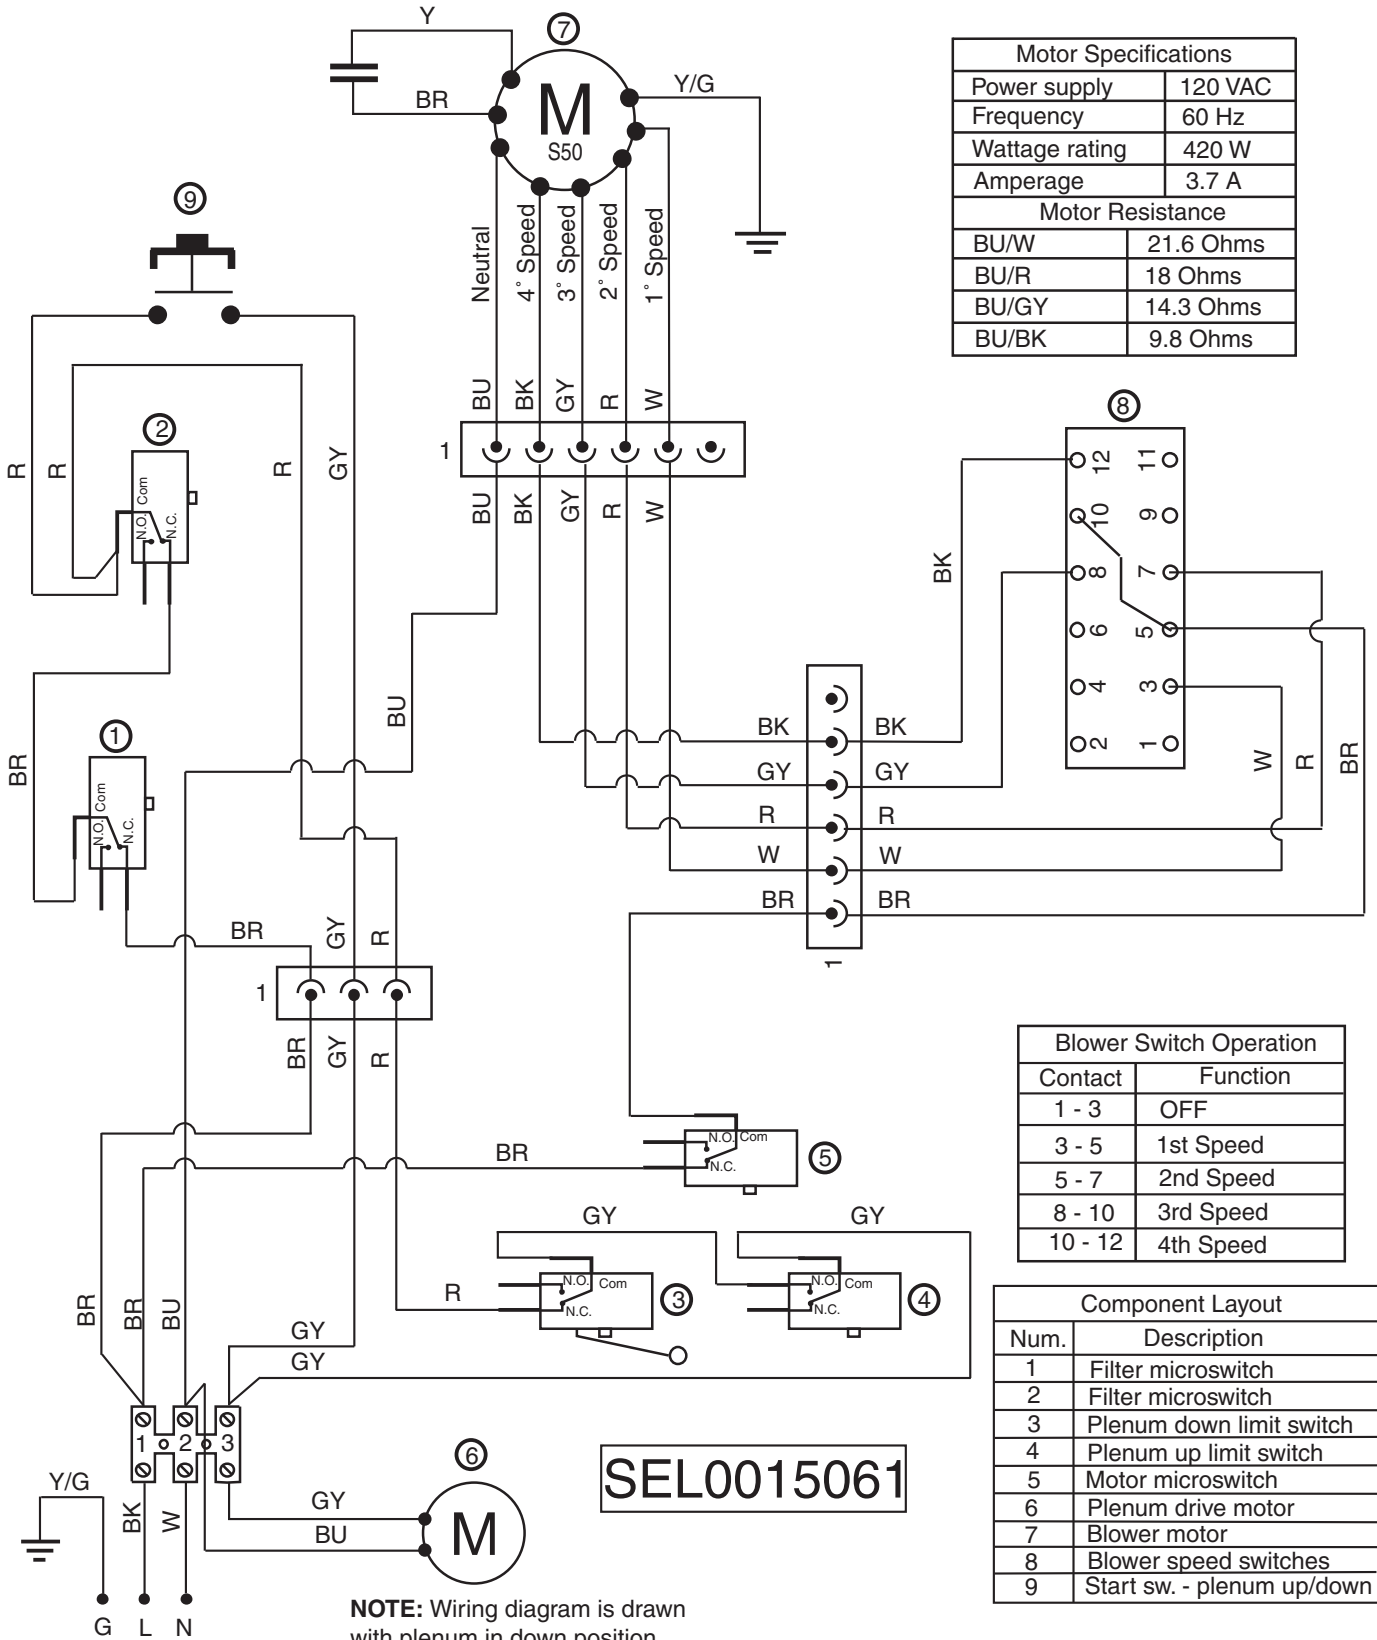 Y
7
BR
Y/G
M
S50
Motor Specifications
Power supply 120 VAC
Frequency 60 Hz
Wattage rating 420 W
Amperage 3.7 A
Motor Resistance
BU/W 21.6 Ohms
BU/R 18 Ohms
BU/GY 14.3 Ohms
BU/BK 9.8 Ohms
9
Neutral
4° Speed
3° Speed
2° Speed
1° Speed
BU BK GY R W
1
BU BK GY R W
R R R GY
2
N.O. Com N.C.
8
12 11
10 9
8 7
6 5
4 3
2 1
BK
W R BR
BR
1
N.O. Com N.C.
BU
BK BK
GY GY
R R
W W
BR BR
1
BR GY R
1
BR GY R
Blower Switch Operation
Contact Function
1 - 3 OFF
3 - 5 1st Speed
5 - 7 2nd Speed
8 - 10 3rd Speed
10 - 12 4th Speed
BR
N.O. Com
N.C.
5
GY GY
R
N.O. Com
N.C.
3
N.O. Com
N.C.
4
BR BR BU
GY
GY
1 2 3
Component Layout
Num. Description
1 Filter microswitch
2 Filter microswitch
3 Plenum down limit switch
4 Plenum up limit switch
5 Motor microswitch
6 Plenum drive motor
7 Blower motor
8 Blower speed switches
9 Start sw. - plenum up/down
SEL0015061
6
M
GY
BU
Y/G
BK W
G L N
NOTE: Wiring diagram is drawn
with plenum in down position